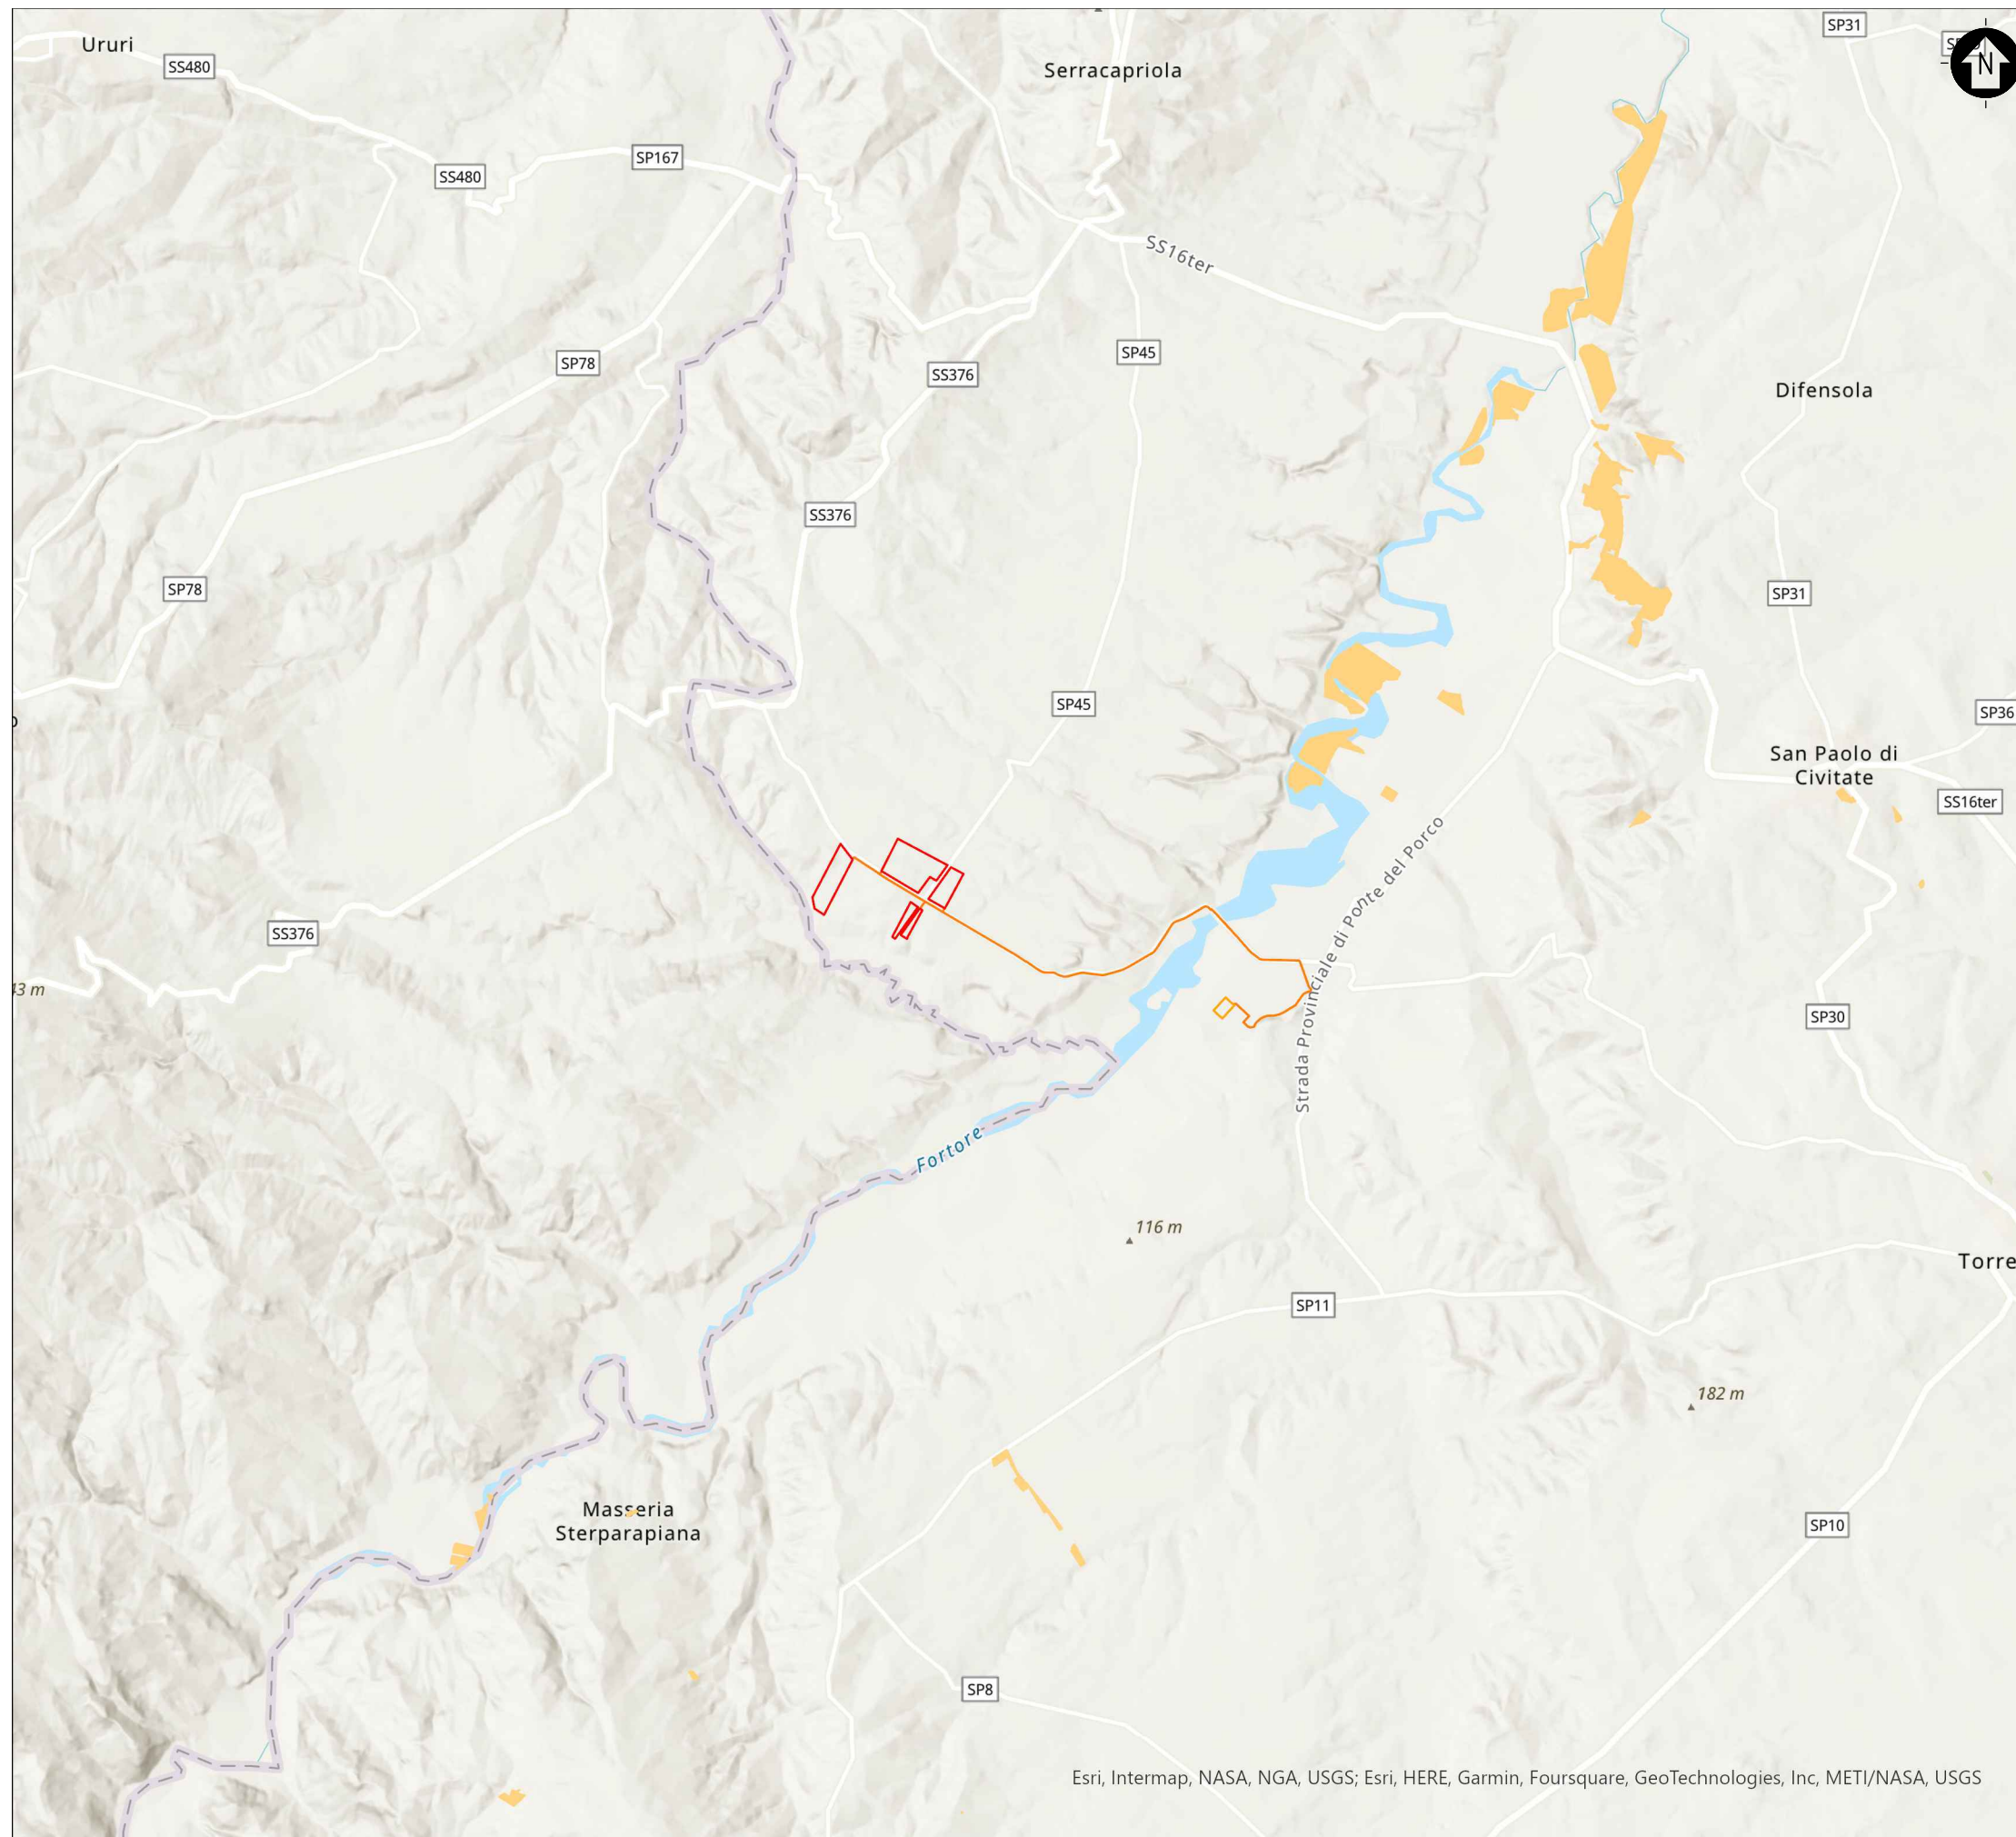 SP31
Ururi
N
SS480
Serracapriola
SP167
SS480
SS16ter
SP45
SP78
SS376
Difensola
SS376
SP78
SP31
SP45
SP36
San Paolo di
Civitate
SS16ter
Strada Provinciale di Ponte del Porco
SS376
43 m
SP30
Fortore
116 m
Torre
SP11
182 m
Masseria
Sterparapiana
SP10
SP8
Esri, Intermap, NASA, NGA, USGS; Esri, HERE, Garmin, Foursquare, GeoTechnologies, Inc, METI/NASA, USGS